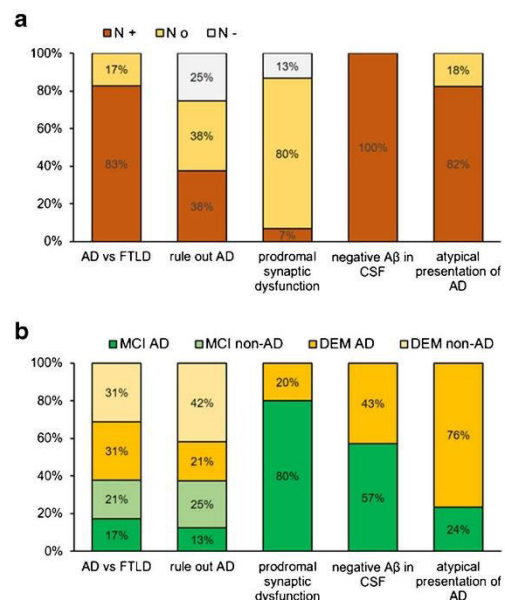 a
N + N o N -
100%
80%
60%
40%
20%
0%
17%
83%
25%
38%
38%
13%
80%
7%
100%
18%
82%
AD vs FTLD
rule out AD
prodromal
synaptic
dysfunction
negative Aβ in
CSF
atypical
presentation of
AD
b
MCI AD MCI non-AD DEM AD DEM non-AD
100%
80%
60%
40%
20%
0%
31%
31%
21%
17%
42%
21%
25%
13%
20%
80%
43%
57%
76%
24%
AD vs FTLD
rule out AD
prodromal
synaptic
dysfunction
negative Aβ in
CSF
atypical
presentation of
AD